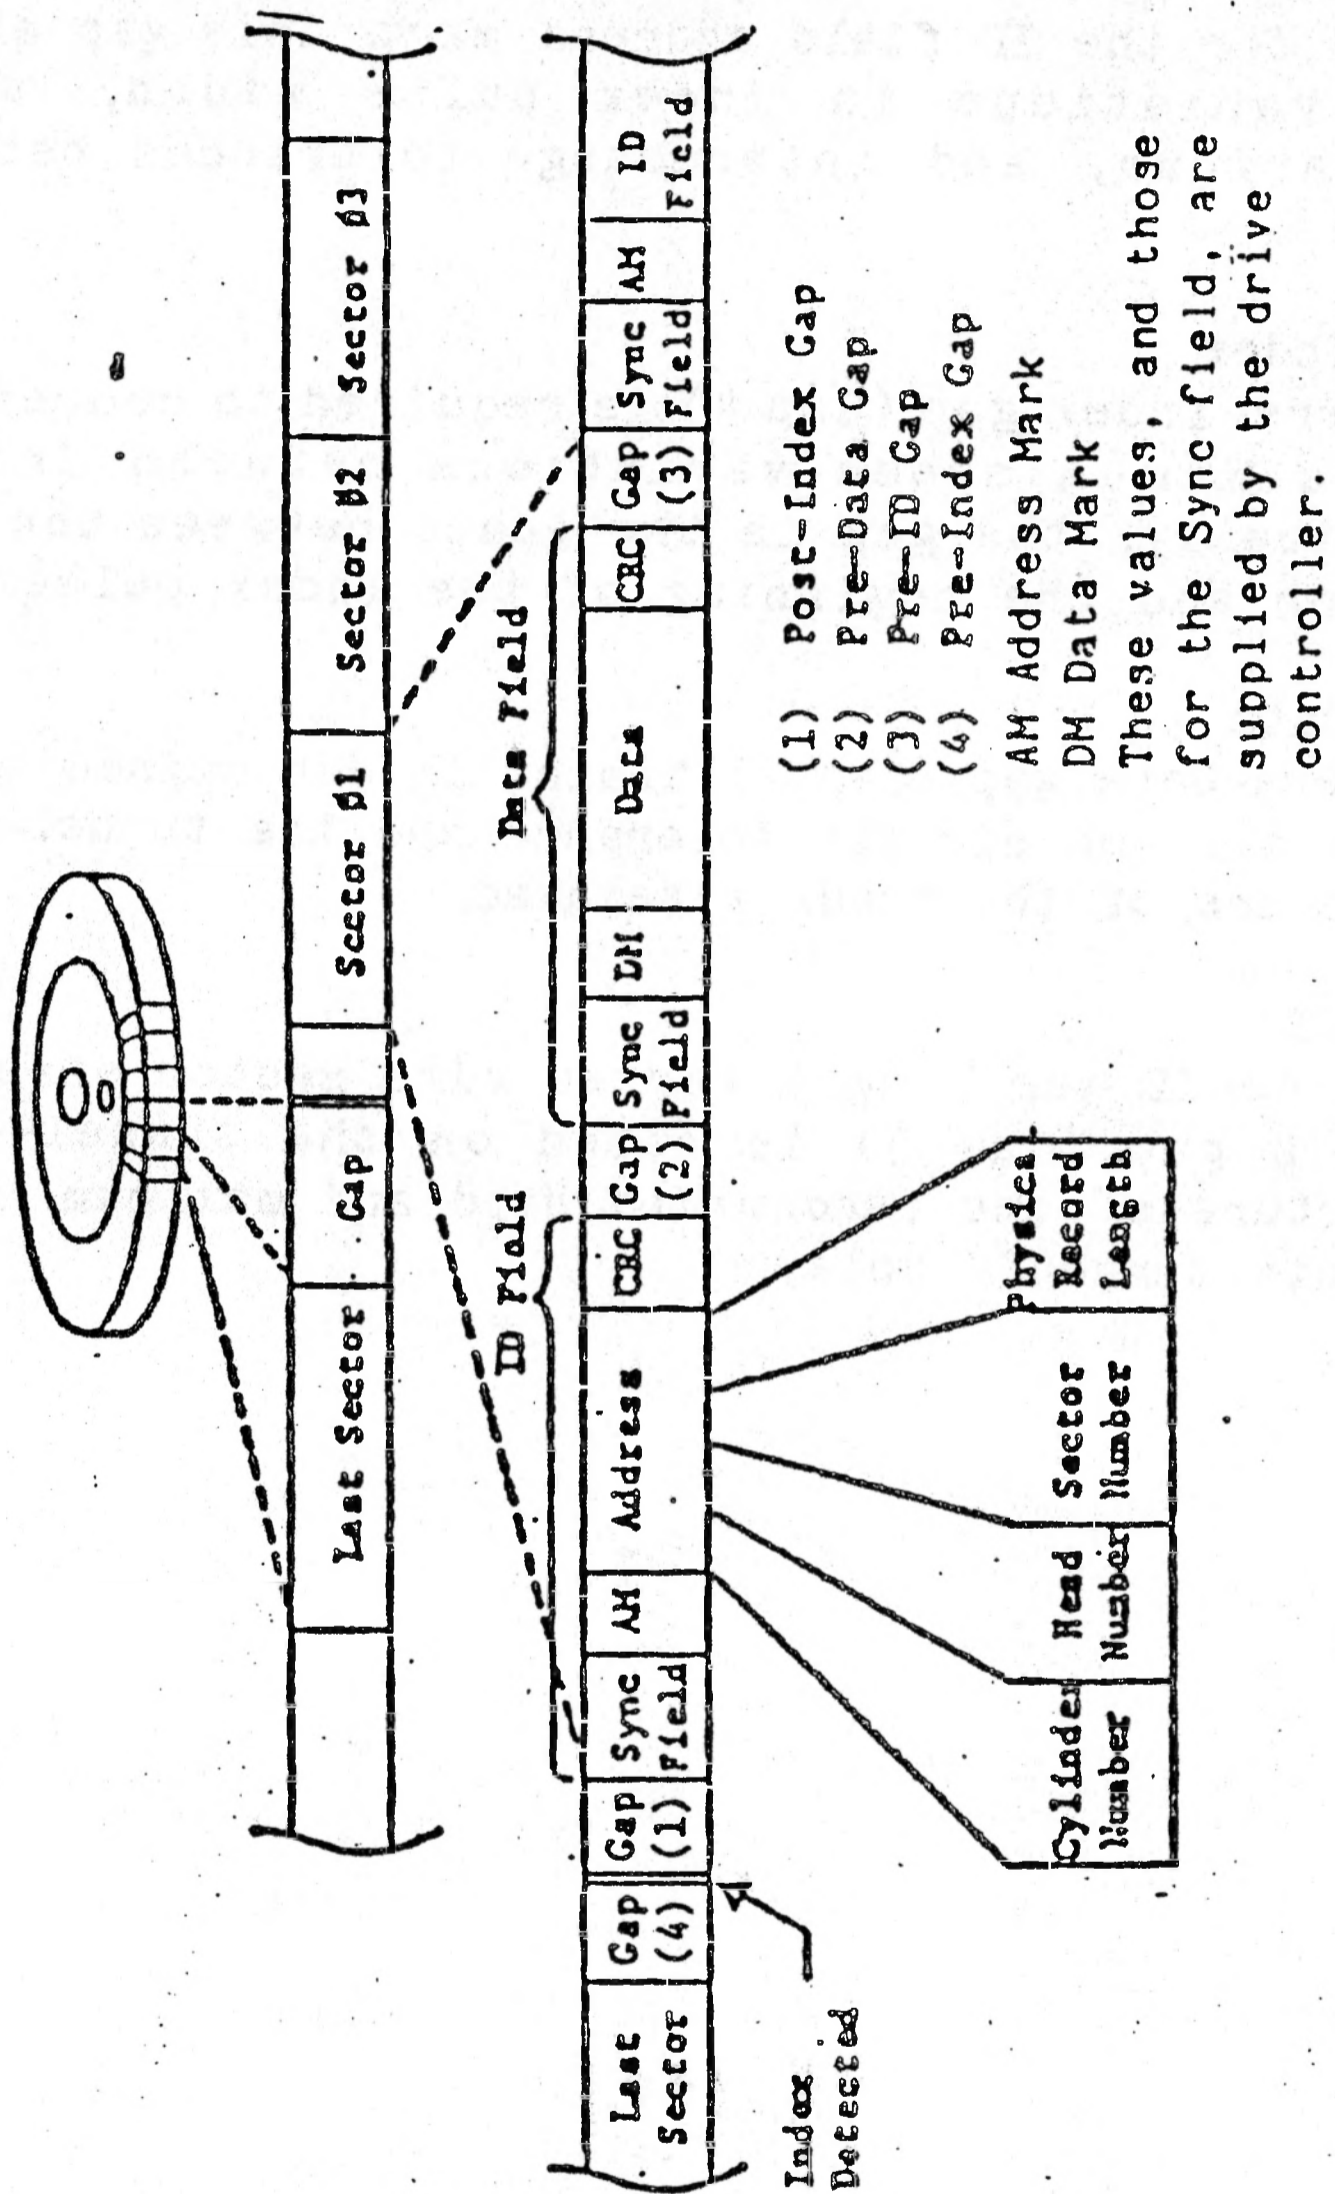 Last Sector
Gap
Sector Ø1
Sector Ø2
Sector Ø3
ID Field
Data Field
Last
Sector
Gap
(4)
Gap
(1)
Sync
Field
AM
Address
CRC
Gap
(2)
Sync
Field
DM
Data
CRC
Gap
(3)
Sync
Field
AM
ID
Field
Index
Detected
Cylinder
Number
Head
Number
Sector
Number
Physical
Record
Length
(1) Post-Index Gap
(2) Pre-Data Gap
(3) Pre-ID Gap
(4) Pre-Index Gap
AM Address Mark
DM Data Mark
These values, and those
for the Sync field, are
supplied by the drive
controller.